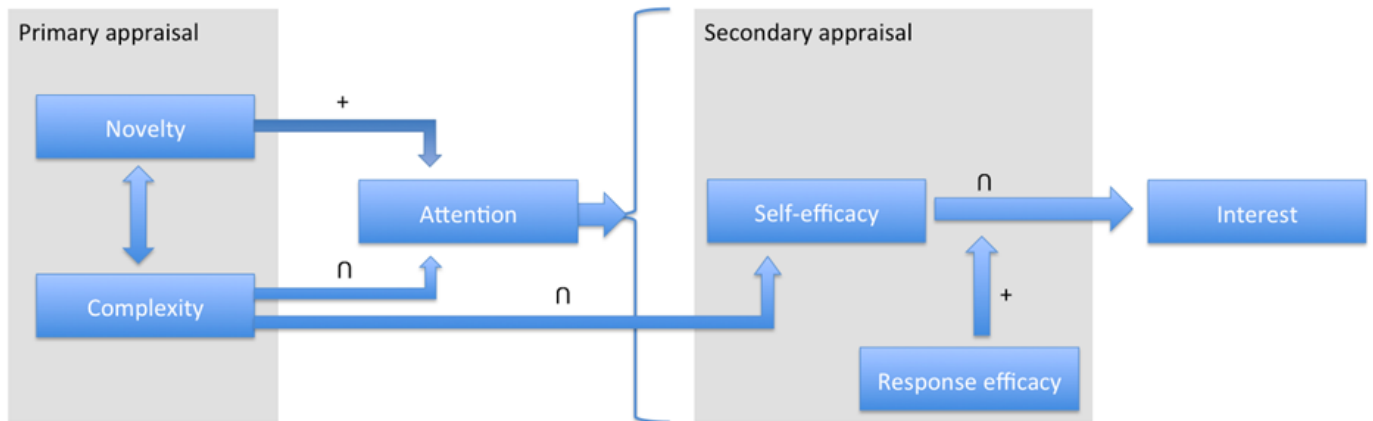 Primary appraisal
Secondary appraisal
Novelty
+
Attention
Self-efficacy
∩
Interest
Complexity
∩
∩
+
Response efficacy